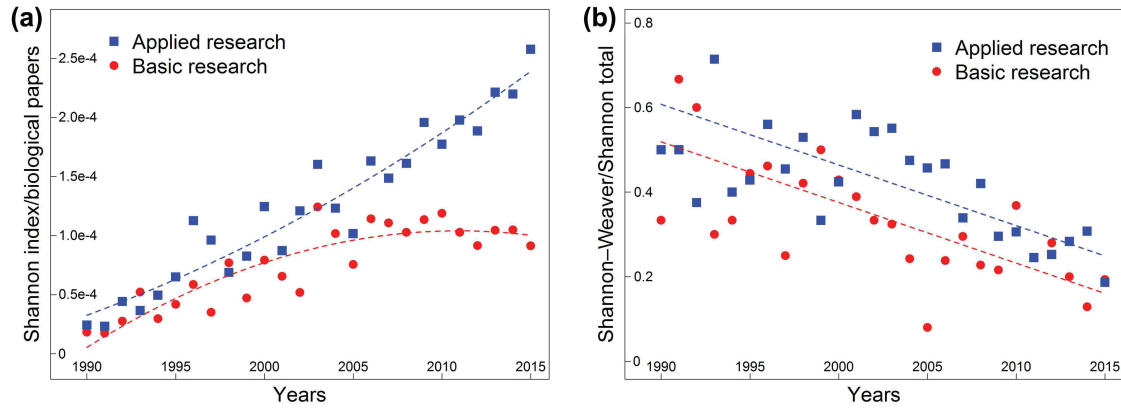 (a)
Shannon index/biological papers
2.5e-4
2.0e-4
1.5e-4
1.0e-4
0.5e-4
0
Applied research
Basic research
1990
1995
2000
2005
2010
2015
Years
(b)
Shannon–Weaver/Shannon total
0.8
0.6
0.4
0.2
0
Applied research
Basic research
1990
1995
2000
2005
2010
2015
Years